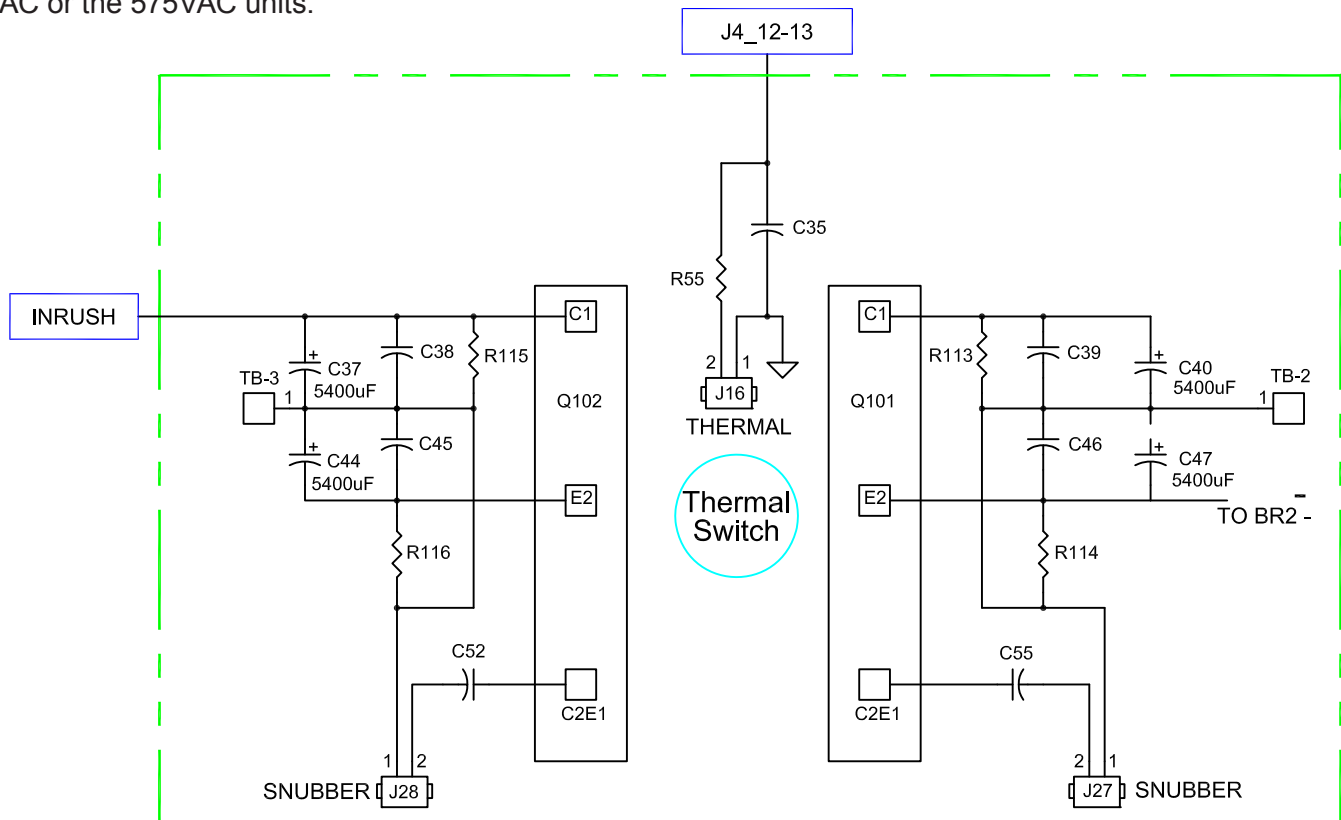 AC or the 575VAC units.
J4_12-13
C35
R55
INRUSH
C1
C1
C37
5400uF
C38
R115
R113
C39
C40
5400uF
TB-3
1
2 1
J16
THERMAL
TB-2
1
Q102
Q101
C44
5400uF
C45
C46
C47
5400uF
E2
E2
Thermal
Switch
TO BR2 -
R116
R114
C52
C55
C2E1
C2E1
1 2
2 1
SNUBBER J28
J27 SNUBBER